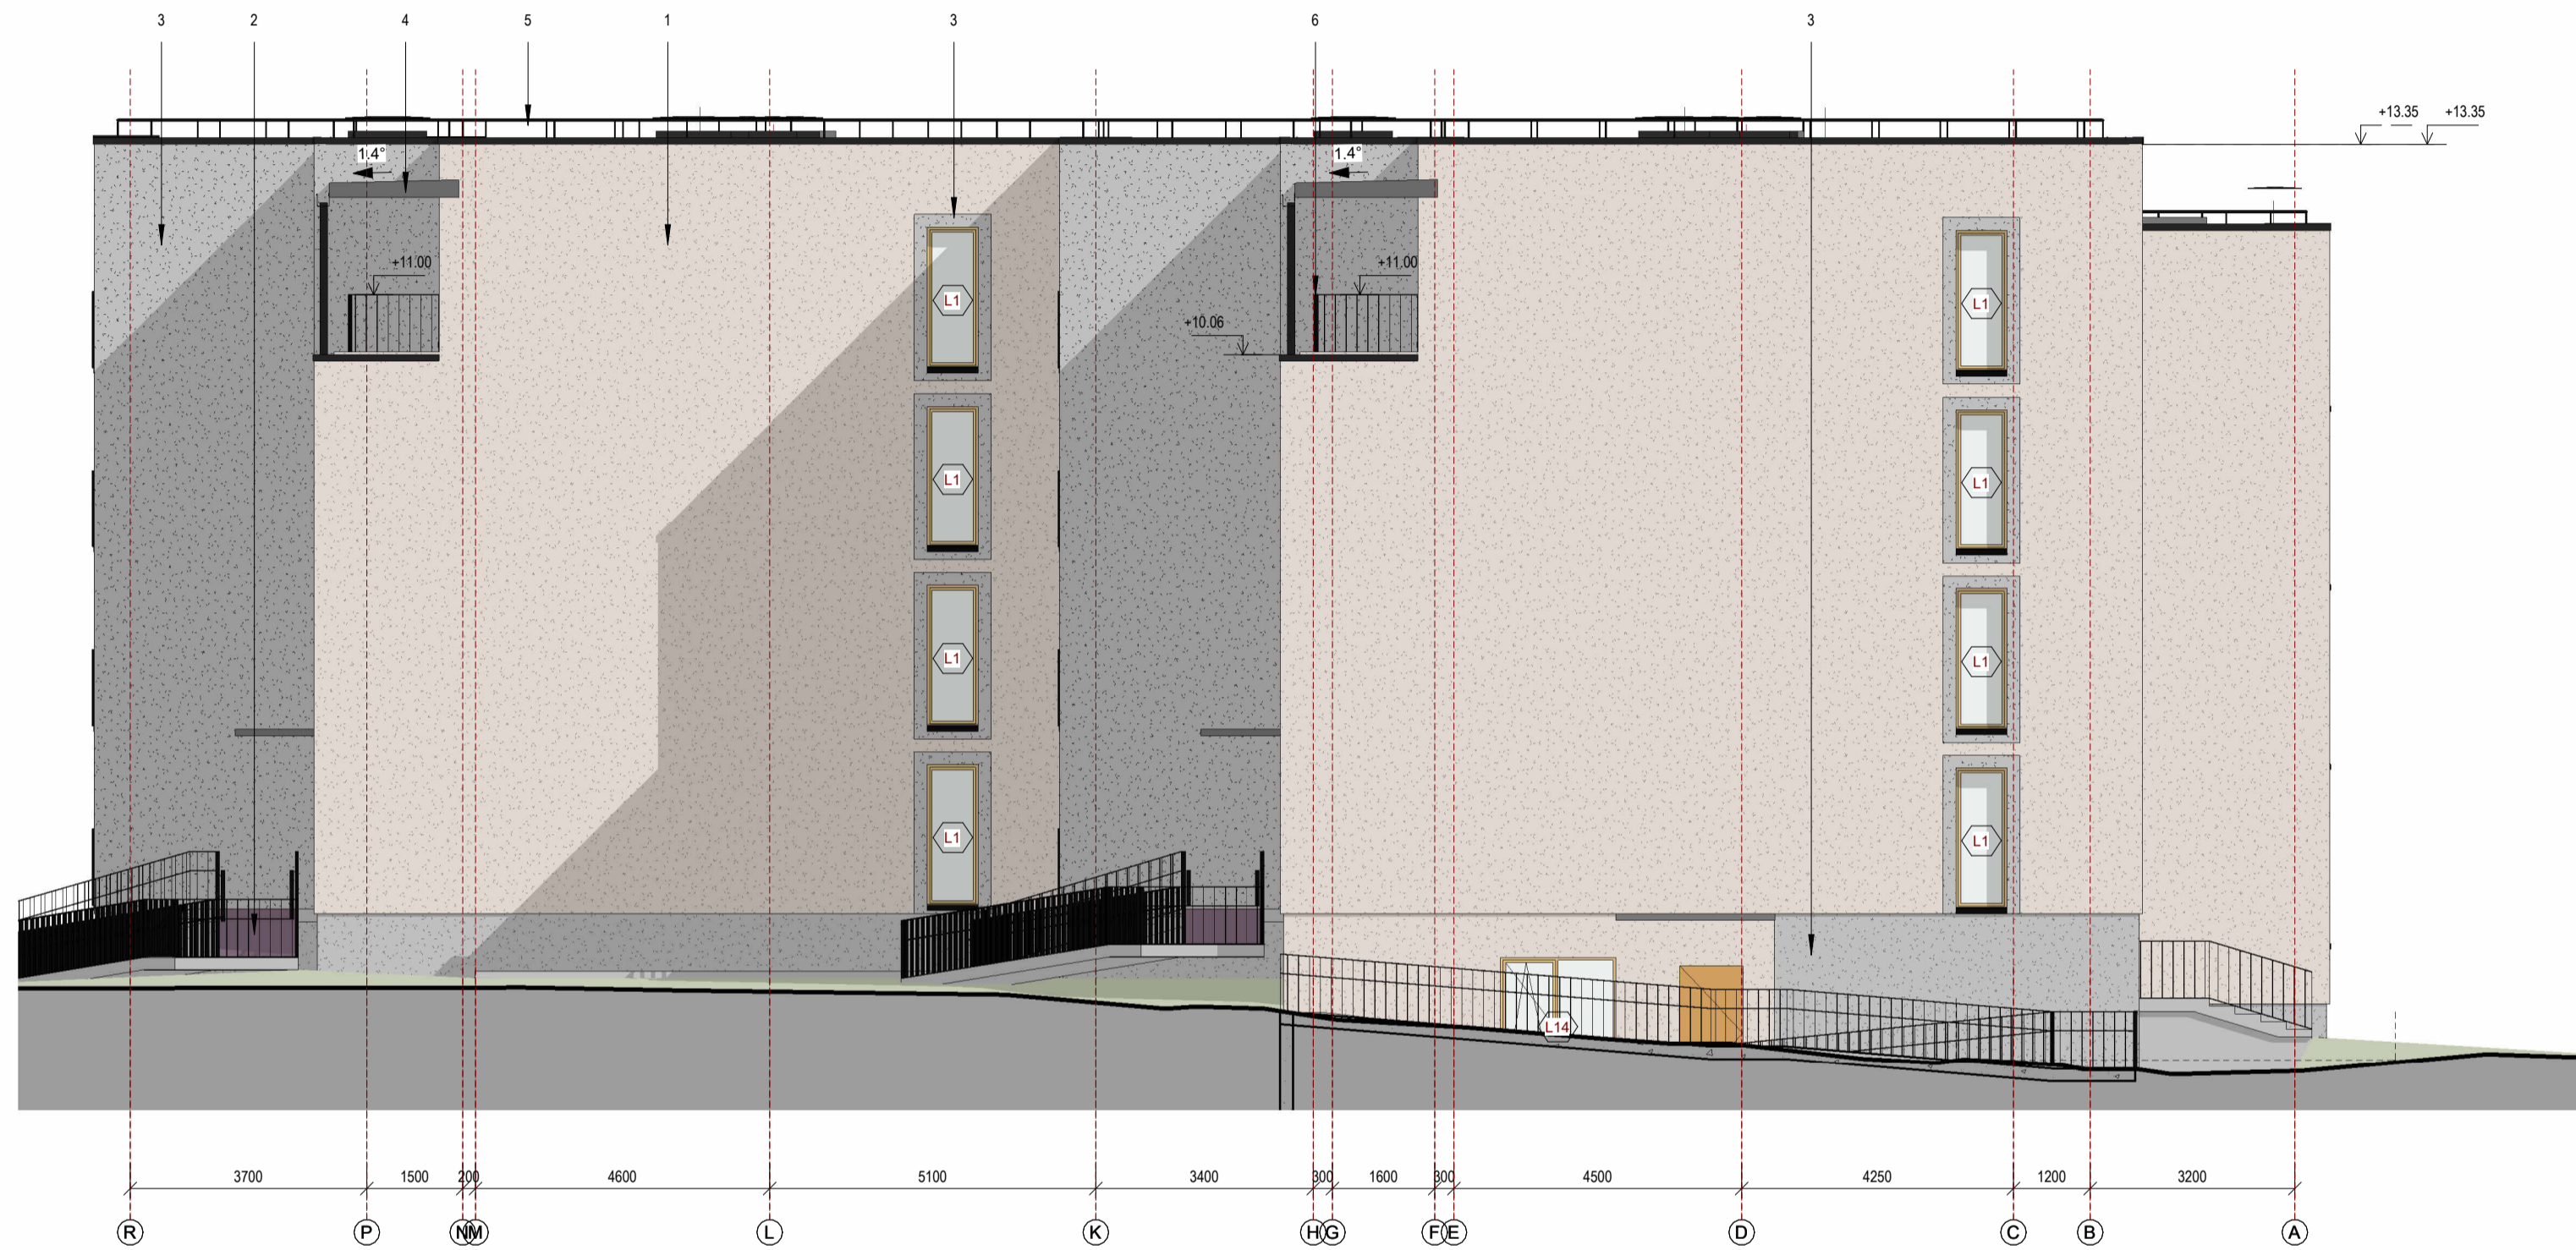 3 2 4 5 1 3 6 3
+13.35 +13.35
1.4° 1.4°
+11.00 +11.00
L1 L1
+10.06
L1 L1
L1 L1
L1 L1
L14
3700 1500 200 4600 5100 3400 300 1600 300 4500 4250 1200 3200
R P N M L K H G F E D C B A